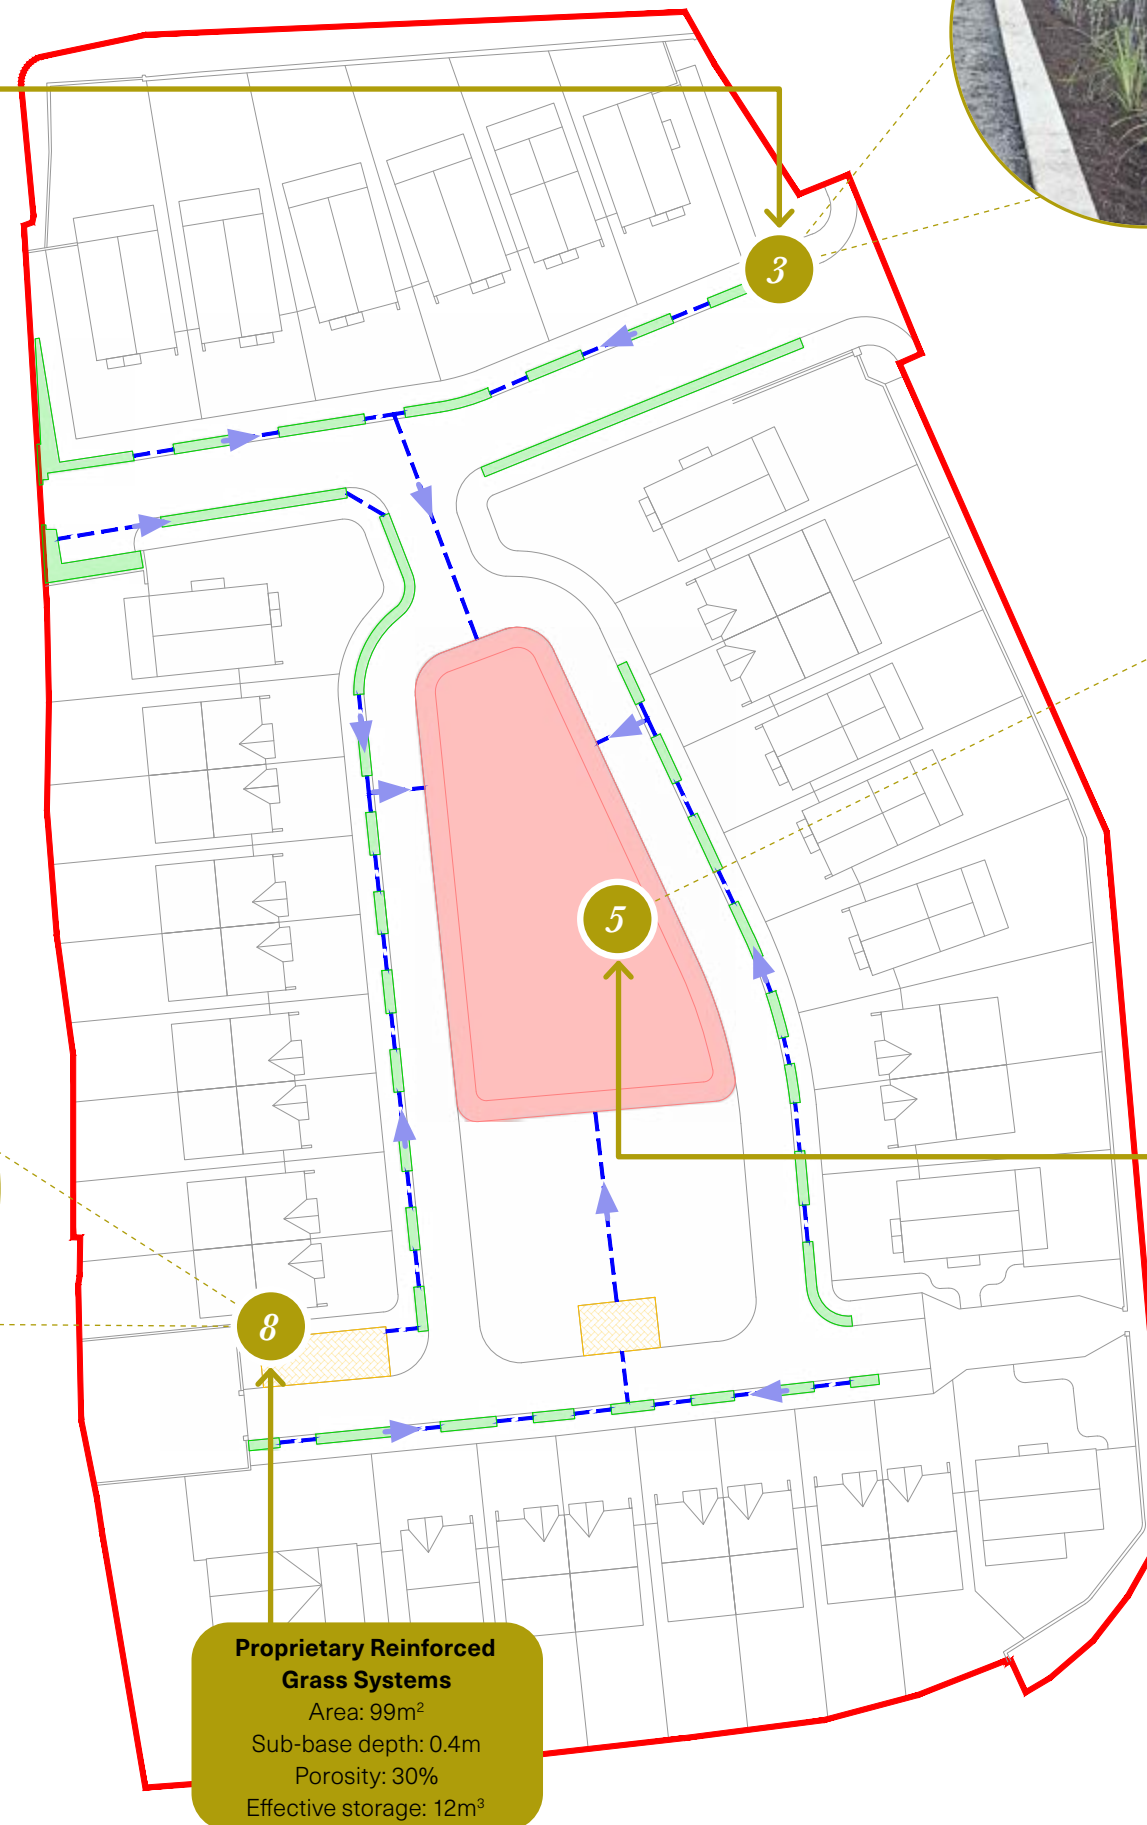 3
5
8
Proprietary Reinforced
Grass Systems
Area: 99m²
Sub-base depth: 0.4m
Porosity: 30%
Effective storage: 12m³